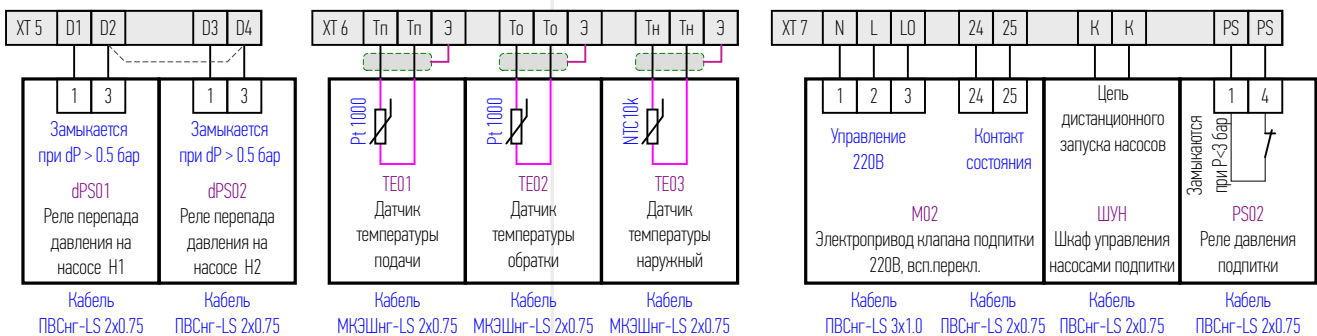 XT 5 D1 D2 D3 D4
1 3 1 3
Замыкается
при dP > 0.5 бар
Замыкается
при dP > 0.5 бар
dPS01
Реле перепада
давления на
насосе Н1
dPS02
Реле перепада
давления на
насосе Н2
Кабель
ПВСнг-LS 2x0.75
Кабель
ПВСнг-LS 2x0.75
XT 6 Тп Тп Э То То Э Тн Тн Э
Pt 1000
Pt 1000
NTC10k
TE01
Датчик
температуры
подачи
TE02
Датчик
температуры
обратки
TE03
Датчик
температуры
наружный
Кабель
МКЭШнг-LS 2x0.75
Кабель
МКЭШнг-LS 2x0.75
Кабель
МКЭШнг-LS 2x0.75
XT 7 N L L0 24 25 К К PS PS
1 2 3 24 25
Управление
220В
Контакт
состояния
М02
Электропривод клапана подпитки
220В, всп.перекл.
Цепь
дистанционного
запуска насосов
ШУН
Шкаф управления
насосами подпитки
1 4
Замыкаются
при P<3 бар
PS02
Реле давления
подпитки
Кабель
ПВСнг-LS 3x1.0
Кабель
ПВСнг-LS 2x0.75
Кабель
ПВСнг-LS 2x0.75
Кабель
ПВСнг-LS 2x0.75